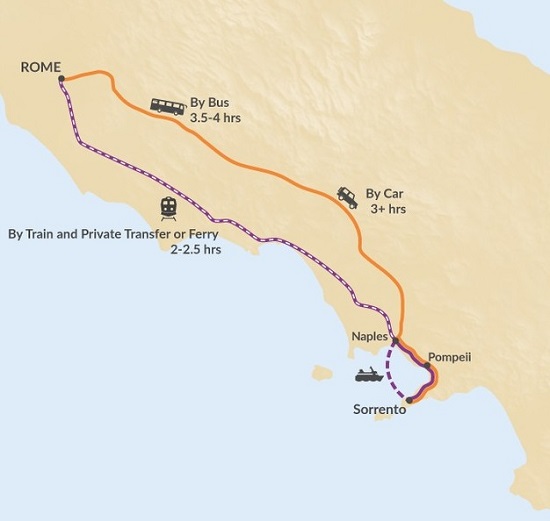 ROME
By Bus
3.5-4 hrs
By Car
3+ hrs
By Train and Private Transfer or Ferry
2-2.5 hrs
Naples
Pompeii
Sorrento